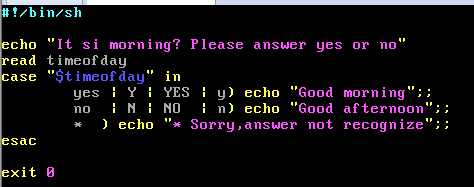 #!/bin/sh
echo "It si morning? Please answer yes or no"
read timeofday
case "$timeofday" in
yes | Y | YES | y) echo "Good morning";;
no | N | NO | n) echo "Good afternoon";;
* ) echo "* Sorry,answer not recognize";;
esac
exit 0